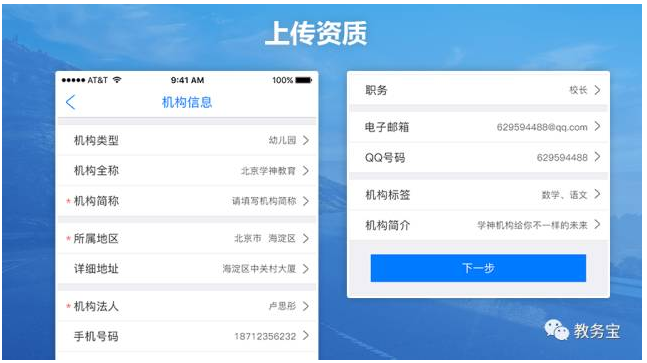 上传资质
AT&T 9:41 AM 100%
机构信息
机构类型 幼儿园
机构全称 北京学神教育
* 机构简称 请填写机构简称
* 所属地区 北京市 海淀区
详细地址 海淀区中关村大厦
* 机构法人 卢思彤
手机号码 18712356232
职务 校长
电子邮箱 629594488@qq.com
QQ号码 629594488
机构标签 数学、语文
机构简介 学神机构给你不一样的未来
下一步
教务宝